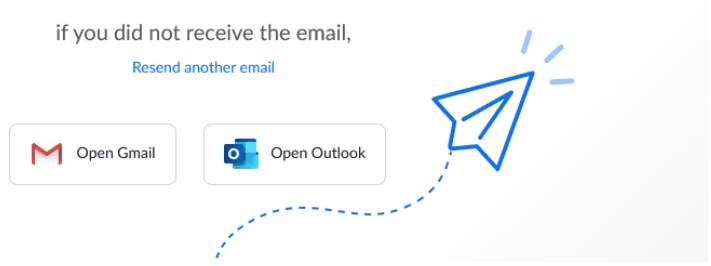 if you did not receive the email,
Resend another email
Open Gmail
Open Outlook